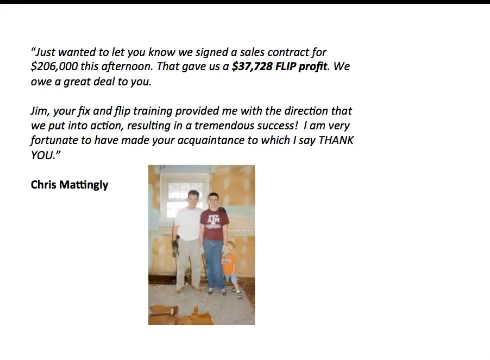 “Just wanted to let you know we signed a sales contract for
$206,000 this afternoon. That gave us a $37,728 FLIP profit. We
owe a great deal to you.
Jim, your fix and flip training provided me with the direction that
we put into action, resulting in a tremendous success! I am very
fortunate to have made your acquaintance to which I say THANK
YOU.”
Chris Mattingly
ATM